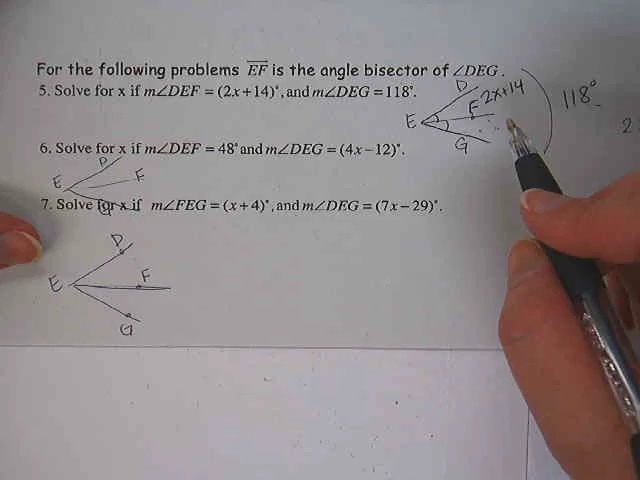 For the following problems EF is the angle bisector of ∠DEG.
5. Solve for x if m∠DEF = (2x+14)°, and m∠DEG = 118°.
D
2x+14
E
F
G
118°
2
6. Solve for x if m∠DEF = 48° and m∠DEG = (4x−12)°.
D
E
F
G
7. Solve for x if m∠FEG = (x+4)°, and m∠DEG = (7x−29)°.
D
E
F
G